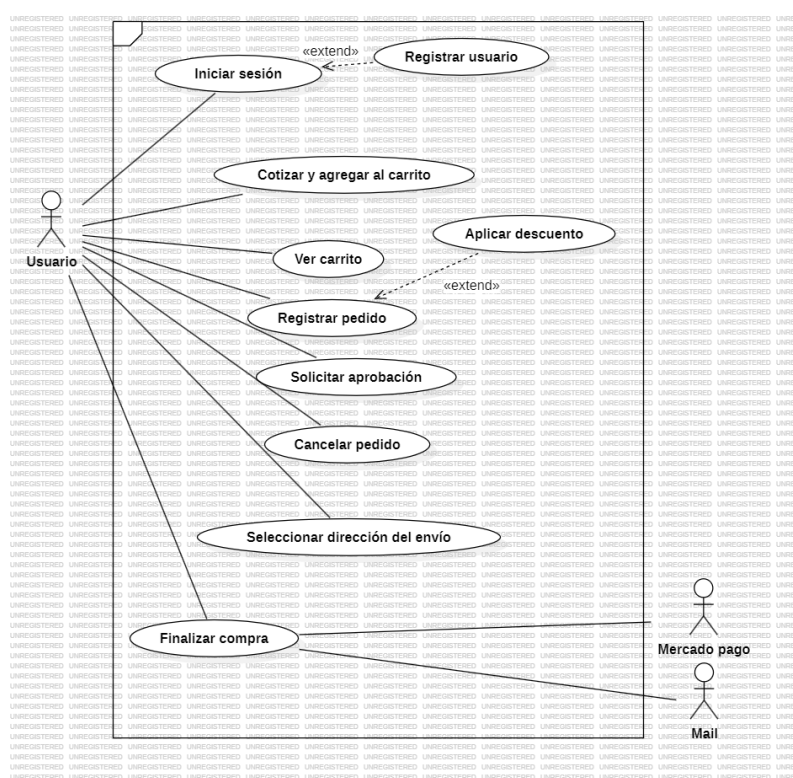 «extend»
Registrar usuario
Iniciar sesión
Cotizar y agregar al carrito
Aplicar descuento
Usuario
Ver carrito
«extend»
Registrar pedido
Solicitar aprobación
Cancelar pedido
Seleccionar dirección del envío
Finalizar compra
Mercado pago
Mail
UNREGISTERED